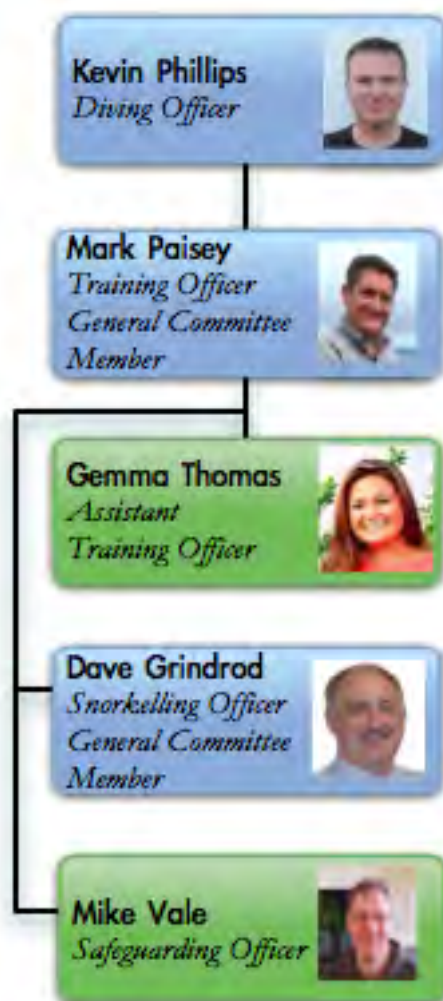 Kevin Phillips
Diving Officer
Mark Paisey
Training Officer
General Committee
Member
Gemma Thomas
Assistant
Training Officer
Dave Grindrod
Snorkelling Officer
General Committee
Member
Mike Vale
Safeguarding Officer